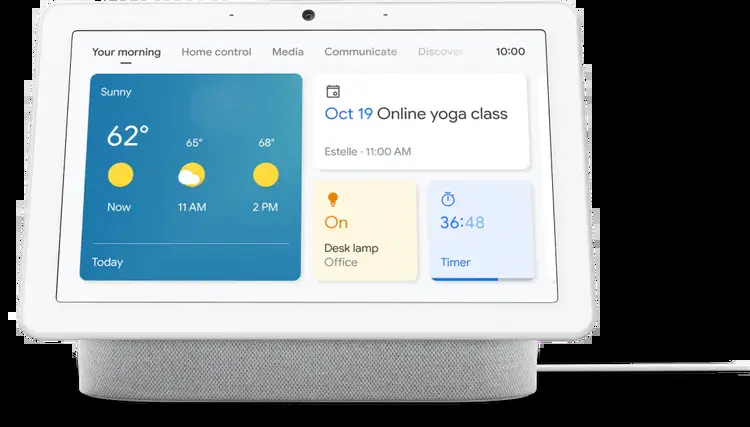 Your morning Home control Media Communicate Discover 10:00
Sunny
62° 65° 68°
Now 11 AM 2 PM
Today
Oct 19 Online yoga class
Estelle · 11:00 AM
On
Desk lamp
Office
36:48
Timer